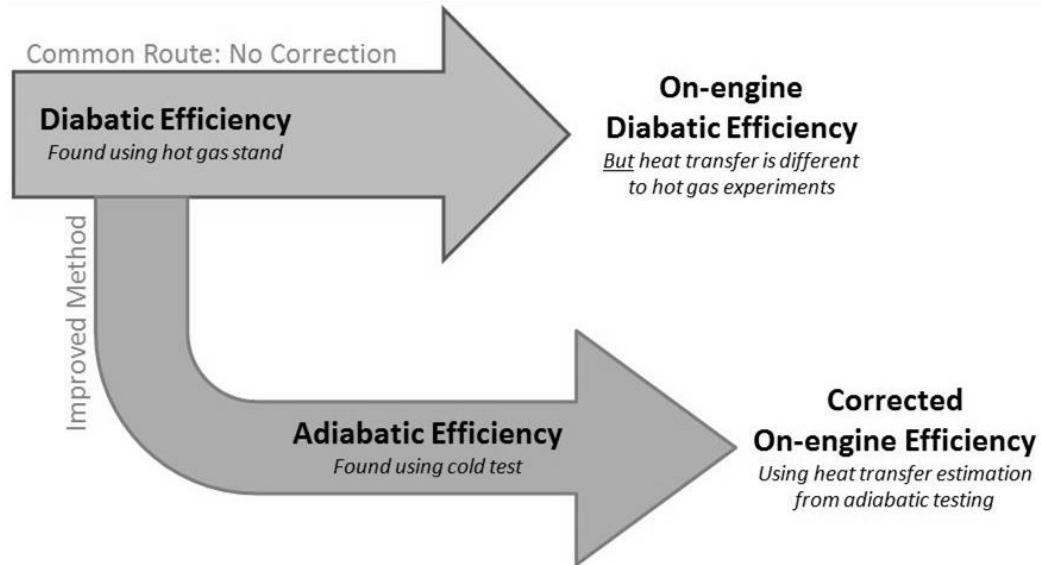 Common Route: No Correction
Diabatic Efficiency
Found using hot gas stand
On-engine
Diabatic Efficiency
But heat transfer is different
to hot gas experiments
Improved Method
Adiabatic Efficiency
Found using cold test
Corrected
On-engine Efficiency
Using heat transfer estimation
from adiabatic testing